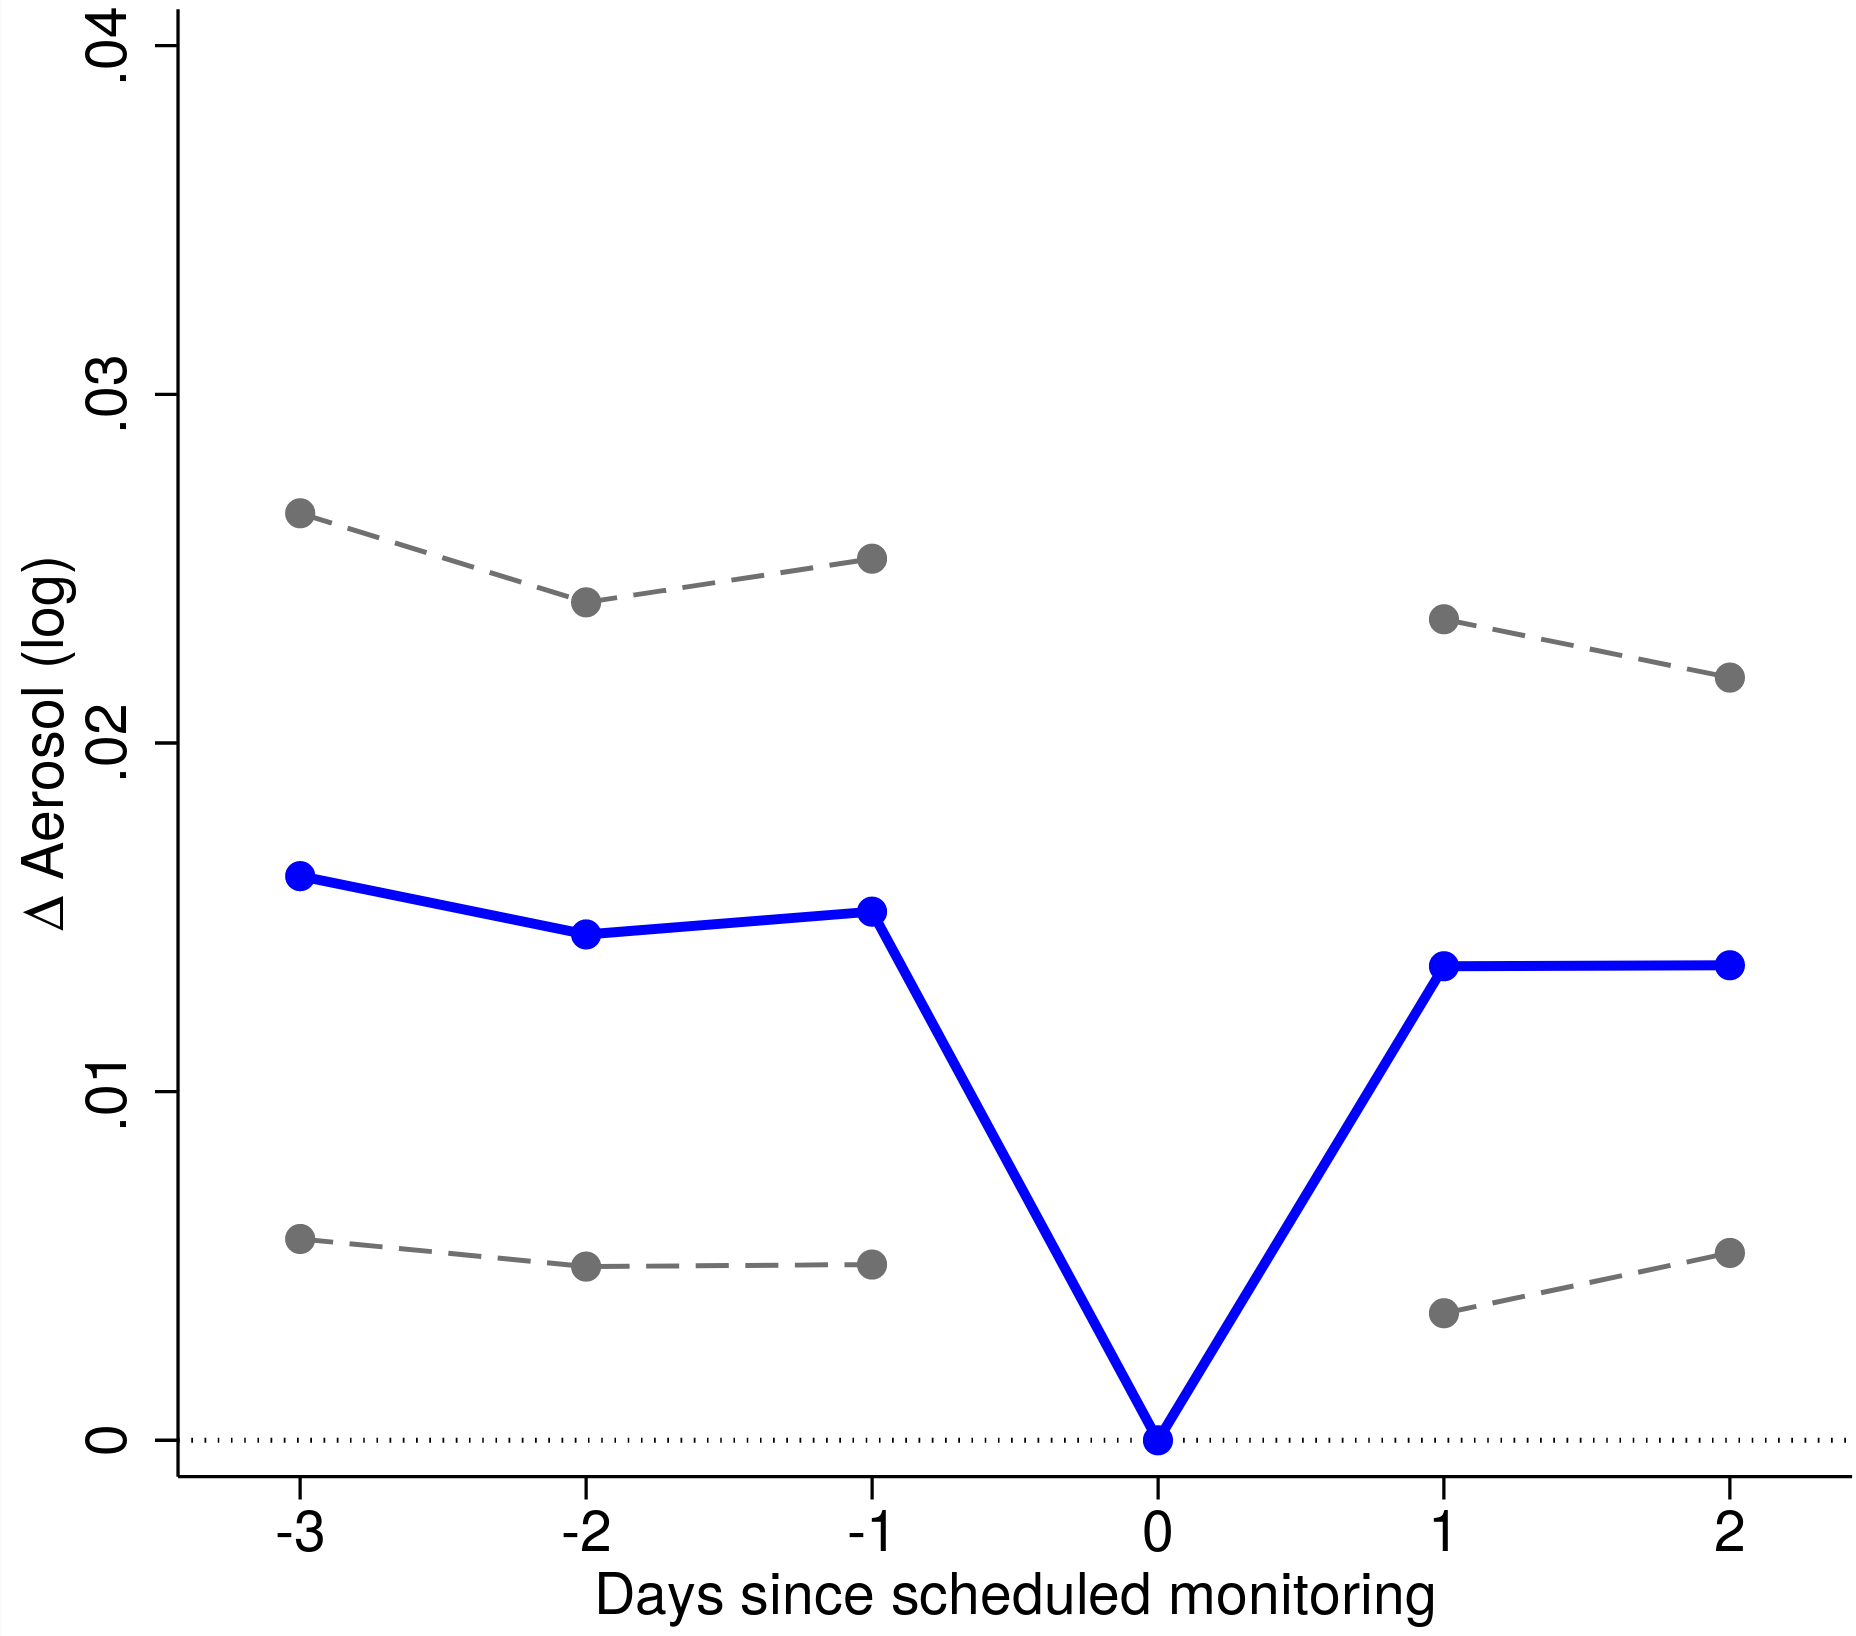 Δ Aerosol (log)
.04
.03
.02
.01
0
-3 -2 -1 0 1 2
Days since scheduled monitoring